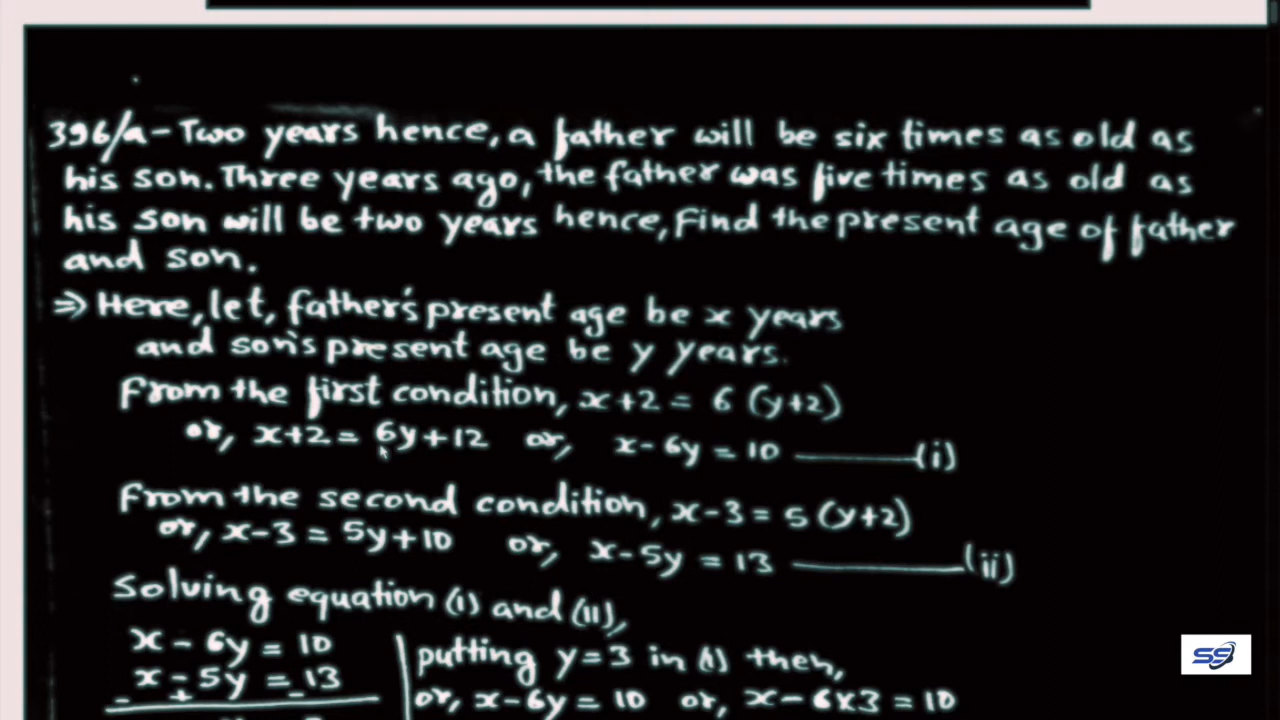 396/a- Two years hence, a father will be six times as old as
his son. Three years ago, the father was five times as old as
his son will be two years hence, Find the present age of father
and son.
⇒ Here, let, father's present age be x years
and son's present age be y years.
From the first condition, x+2 = 6 (y+2)
or, x+2 = 6y+12 or, x-6y = 10 ———(i)
From the second condition, x-3 = 5 (y+2)
or, x-3 = 5y+10 or, x-5y = 13 ———(ii)
Solving equation (i) and (ii),
x - 6y = 10
x - 5y = 13
- + -
putting y=3 in (i) then,
or, x-6y = 10 or, x-6x3 = 10
SS